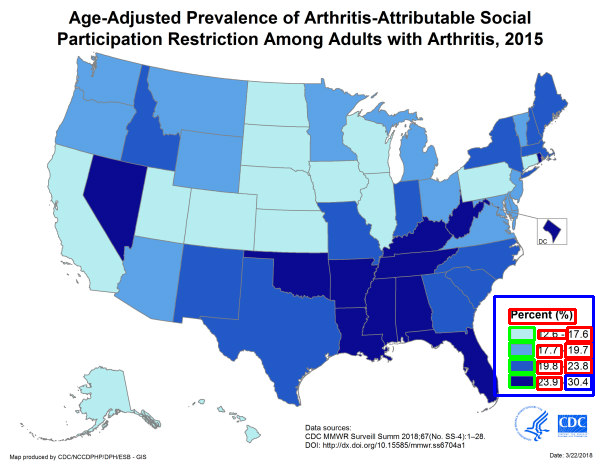 Age-Adjusted Prevalence of Arthritis-Attributable Social
Participation Restriction Among Adults with Arthritis, 2015
DC
Percent (%)
12.6 - 17.6
17.7 19.7
19.8 23.8
23.9 30.4
Data sources:
CDC MMWR Surveill Summ 2018;67(No. SS-4):1–28.
DOI: http://dx.doi.org/10.15585/mmwr.ss6704a1
CDC
Map produced by CDC/NCCDPHP/DPH/ESB - GIS
Date: 3/22/2018